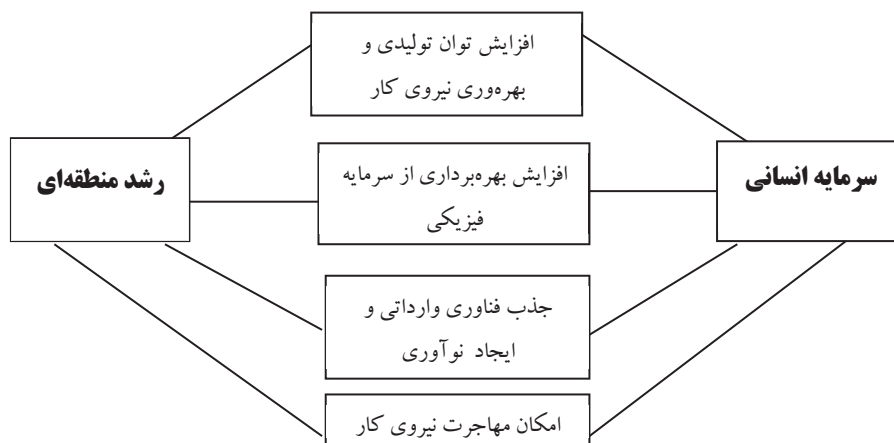 افزایش توان تولیدی و
بهره‌وری نیروی کار
سرمایه انسانی
افزایش بهره‌برداری از سرمایه
فیزیکی
رشد منطقه‌ای
جذب فناوری وارداتی و
ایجاد نوآوری
امکان مهاجرت نیروی کار